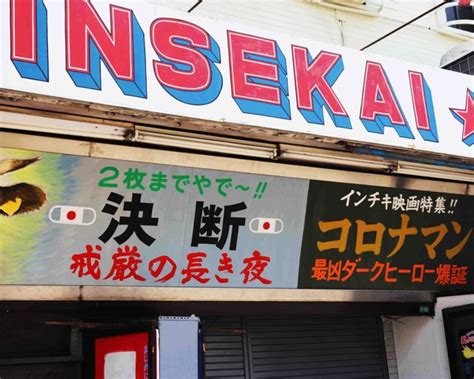 INSEKAI
2枚までやで〜!!
決断
戒厳の長き夜
インチキ映画特集!!
コロナマン
最凶ダークヒーロー爆誕